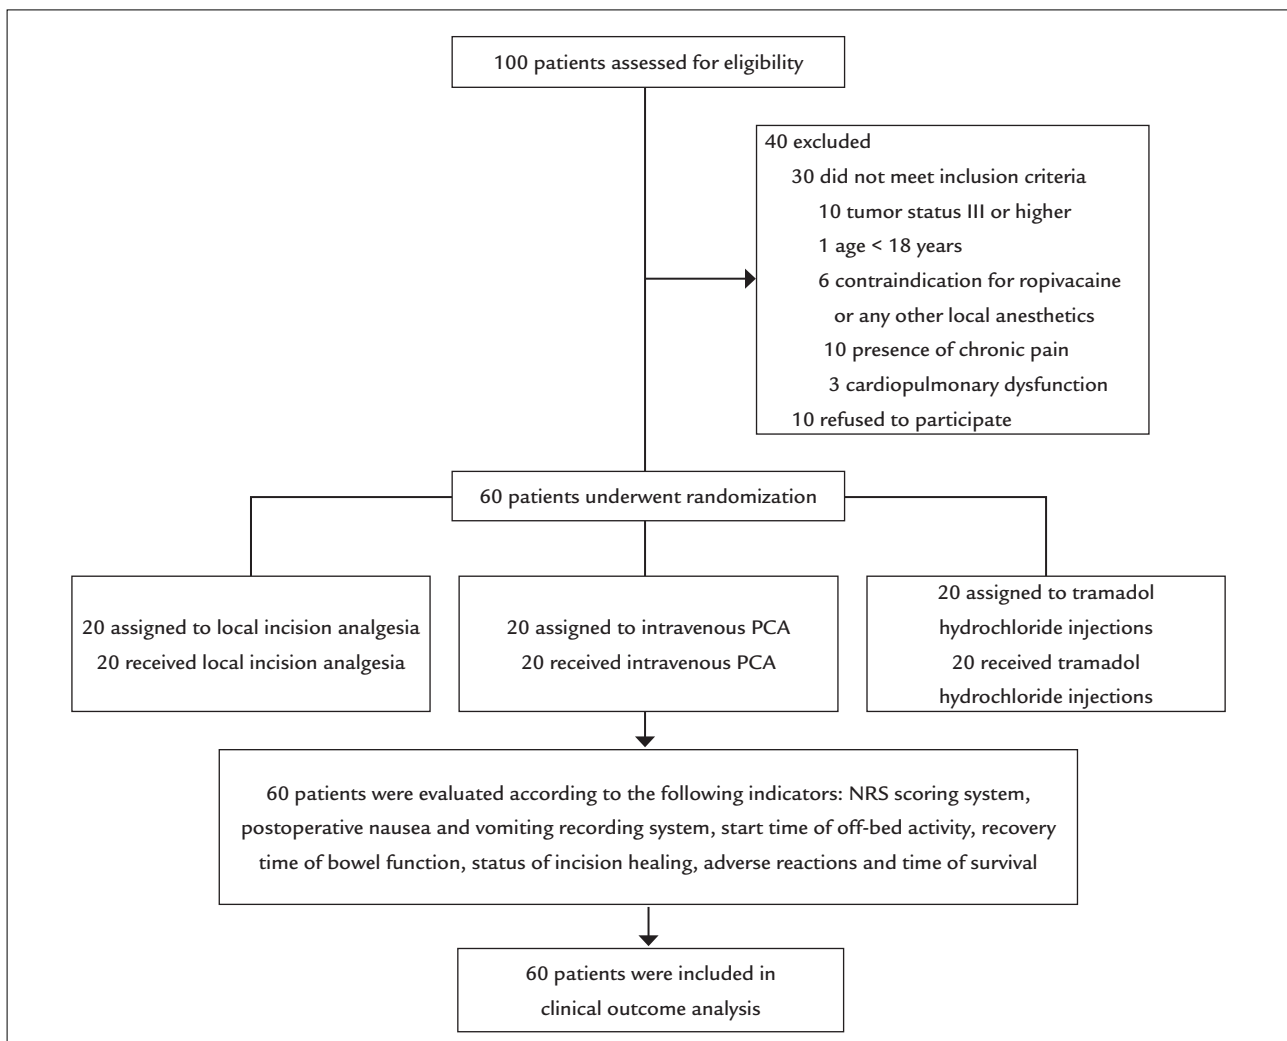 100 patients assessed for eligibility
40 excluded
30 did not meet inclusion criteria
10 tumor status III or higher
1 age < 18 years
6 contraindication for ropivacaine
or any other local anesthetics
10 presence of chronic pain
3 cardiopulmonary dysfunction
10 refused to participate
60 patients underwent randomization
20 assigned to local incision analgesia
20 received local incision analgesia
20 assigned to intravenous PCA
20 received intravenous PCA
20 assigned to tramadol
hydrochloride injections
20 received tramadol
hydrochloride injections
60 patients were evaluated according to the following indicators: NRS scoring system,
postoperative nausea and vomiting recording system, start time of off-bed activity, recovery
time of bowel function, status of incision healing, adverse reactions and time of survival
60 patients were included in
clinical outcome analysis